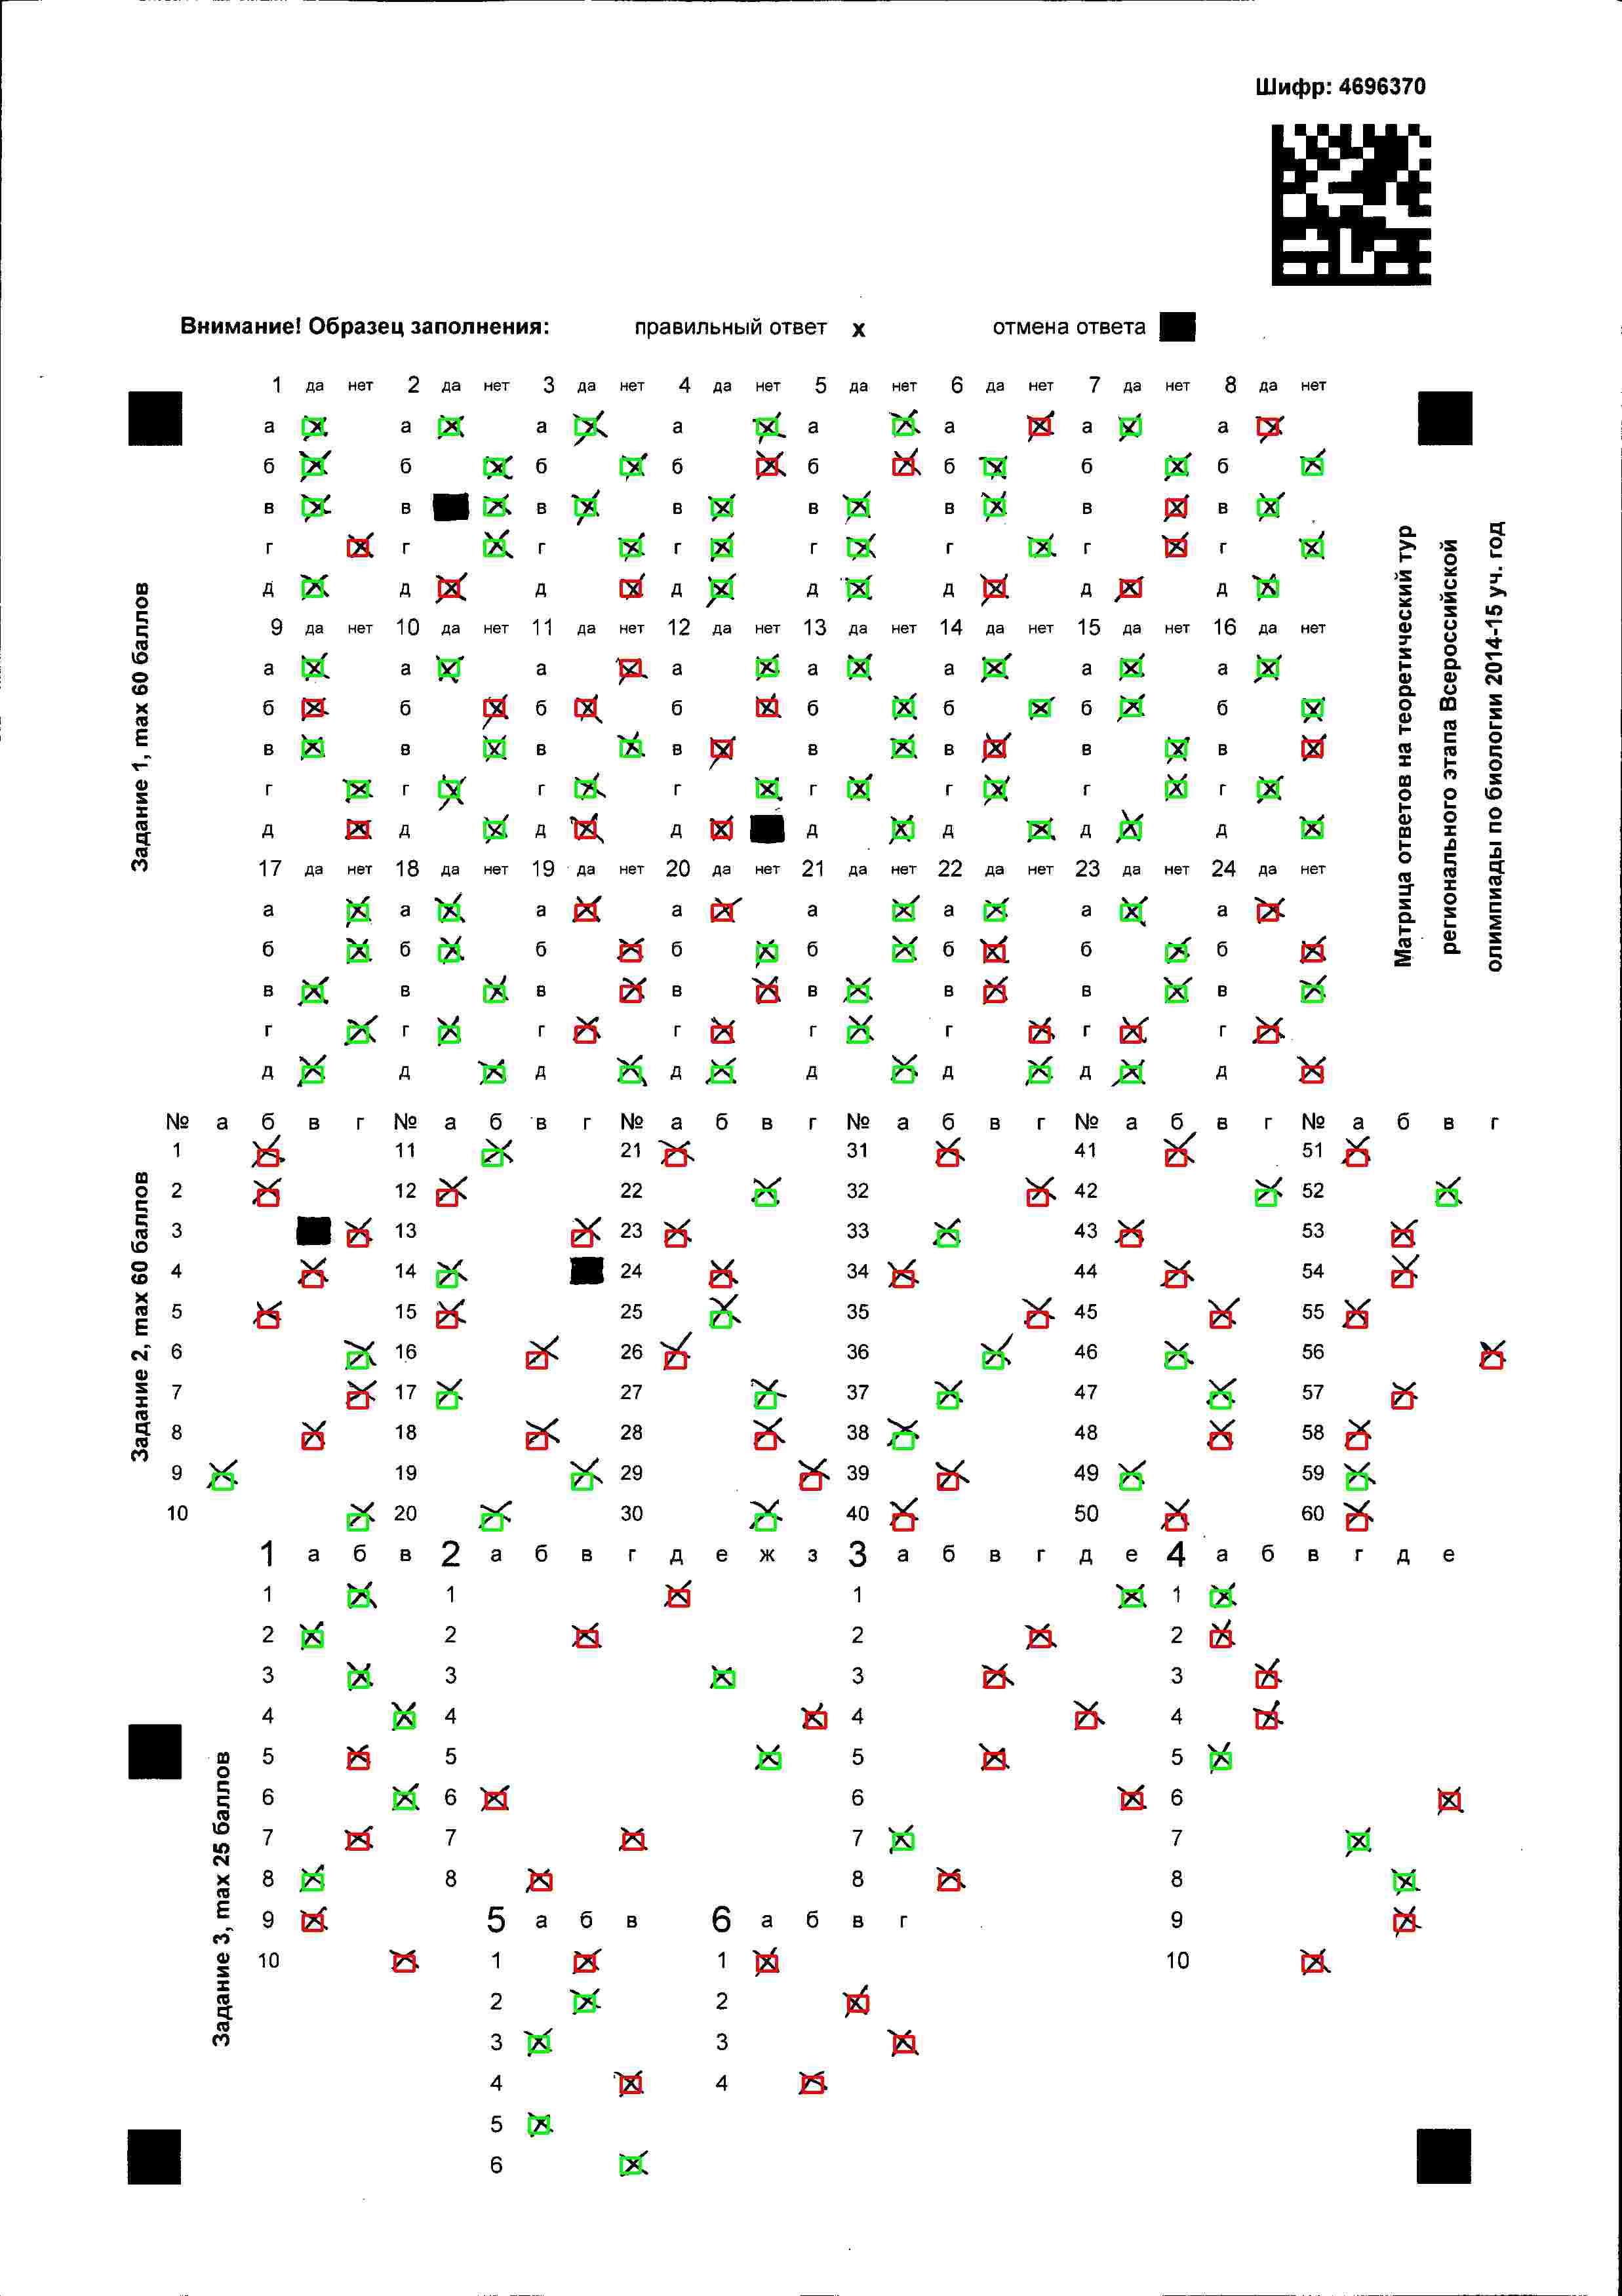 Шифр: 4696370
Внимание! Образец заполнения: правильный ответ х отмена ответа
Задание 1, max 60 баллов
1 да нет 2 да нет 3 да нет 4 да нет 5 да нет 6 да нет 7 да нет 8 да нет
а а а а а а а а
б б б б б б б б
в в в в в в в в
г г г г г г г г
д д д д д д д д
9 да нет 10 да нет 11 да нет 12 да нет 13 да нет 14 да нет 15 да нет 16 да нет
а а а а а а а а
б б б б б б б б
в в в в в в в в
г г г г г г г г
д д д д д д д д
17 да нет 18 да нет 19 да нет 20 да нет 21 да нет 22 да нет 23 да нет 24 да нет
а а а а а а а а
б б б б б б б б
в в в в в в в в
г г г г г г г г
д д д д д д д д
Матрица ответов на теоретический тур
регионального этапа Всероссийской
олимпиады по биологии 2014-15 уч. год
Задание 2, max 60 баллов
№ а б в г № а б в г № а б в г № а б в г № а б в г № а б в г
1 11 21 31 41 51
2 12 22 32 42 52
3 13 23 33 43 53
4 14 24 34 44 54
5 15 25 35 45 55
6 16 26 36 46 56
7 17 27 37 47 57
8 18 28 38 48 58
9 19 29 39 49 59
10 20 30 40 50 60
Задание 3, max 25 баллов
1 а б в 2 а б в г д е ж з 3 а б в г д е 4 а б в г д е
1 1 1 1
2 2 2 2
3 3 3 3
4 4 4 4
5 5 5 5
6 6 6 6
7 7 7 7
8 8 8 8
9 5 а б в 6 а б в г 9
10 1 1 10
2 2
3 3
4 4
5
6